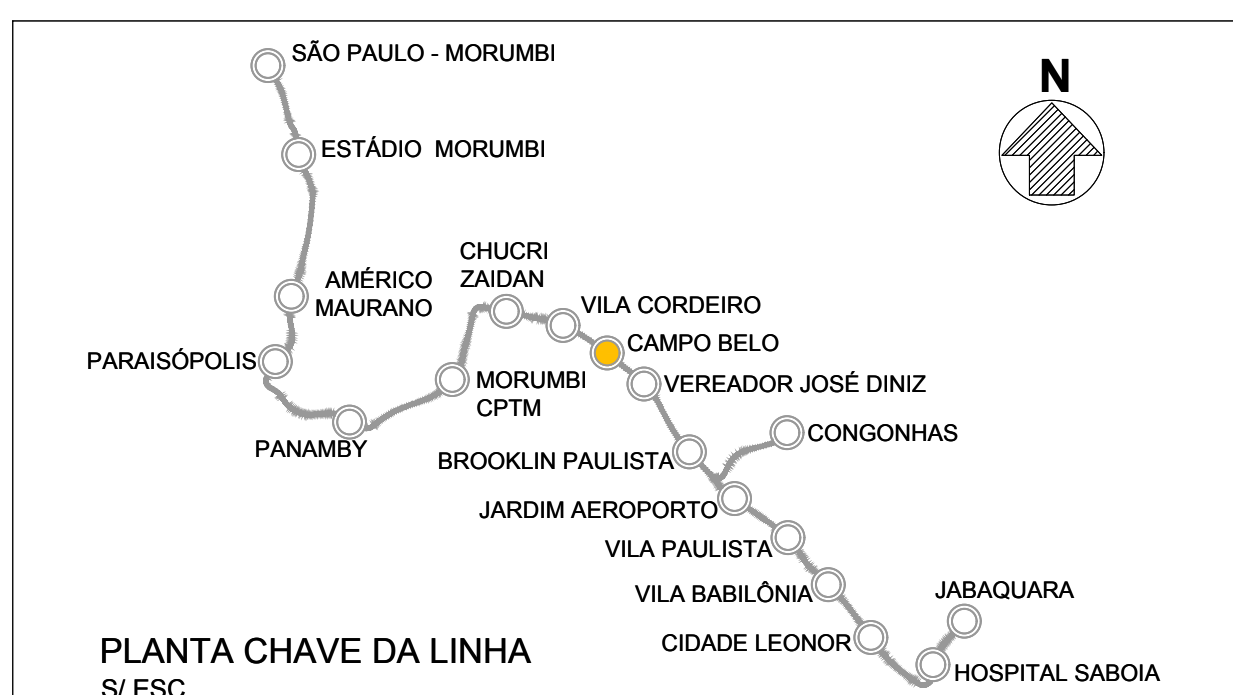 SÃO PAULO - MORUMBI
N
ESTÁDIO MORUMBI
CHUCRI
ZAIDAN
AMÉRICO
MAURANO
VILA CORDEIRO
CAMPO BELO
PARAISÓPOLIS
MORUMBI
CPTM
VEREADOR JOSÉ DINIZ
PANAMBY
CONGONHAS
BROOKLIN PAULISTA
JARDIM AEROPORTO
VILA PAULISTA
VILA BABILÔNIA
JABAQUARA
CIDADE LEONOR
HOSPITAL SABOIA
PLANTA CHAVE DA LINHA
S/ ESC